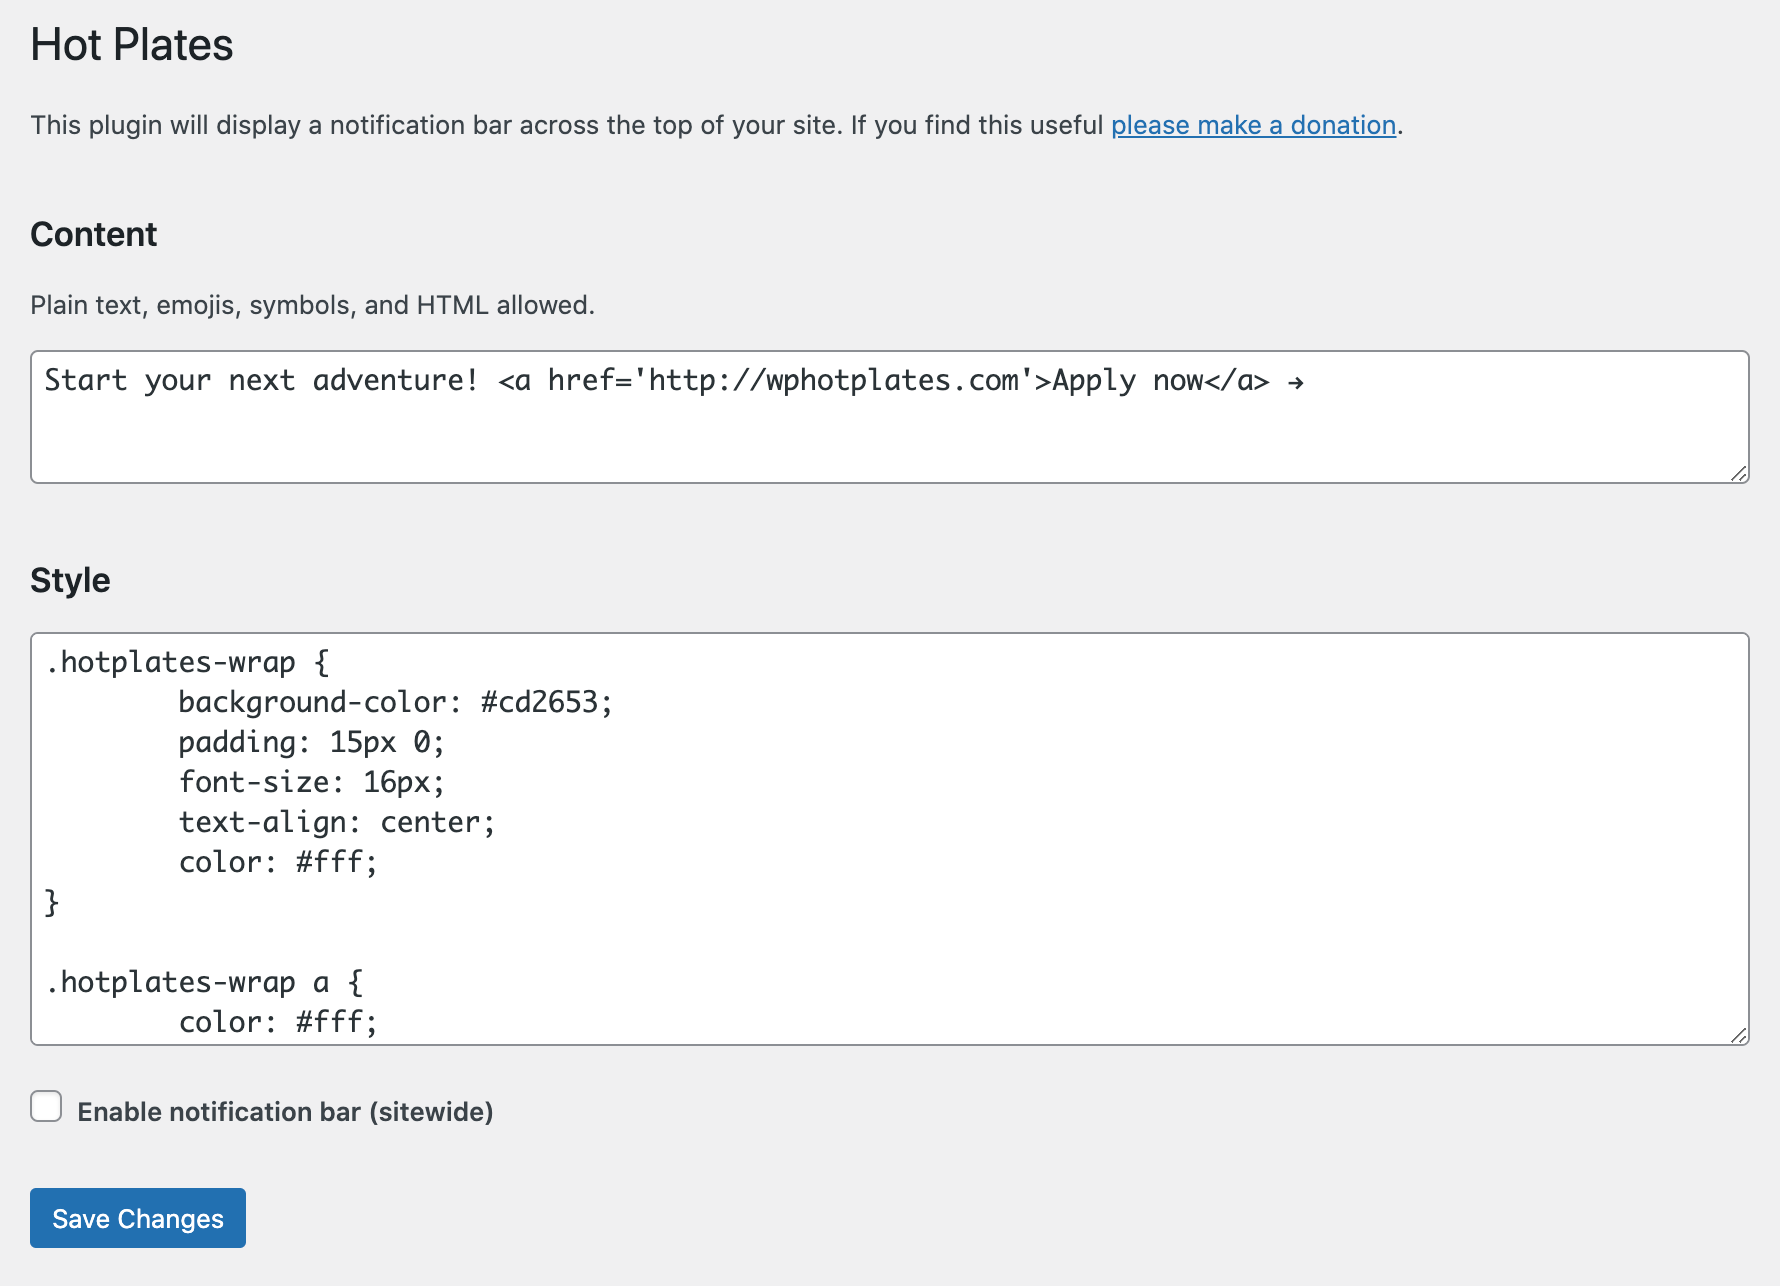 Hot Plates
This plugin will display a notification bar across the top of your site. If you find this useful please make a donation.
Content
Plain text, emojis, symbols, and HTML allowed.
Start your next adventure! <a href='http://wphotplates.com'>Apply now</a> →
Style
.hotplates-wrap {
	background-color: #cd2653;
	padding: 15px 0;
	font-size: 16px;
	text-align: center;
	color: #fff;
}
.hotplates-wrap a {
	color: #fff;
Enable notification bar (sitewide)
Save Changes